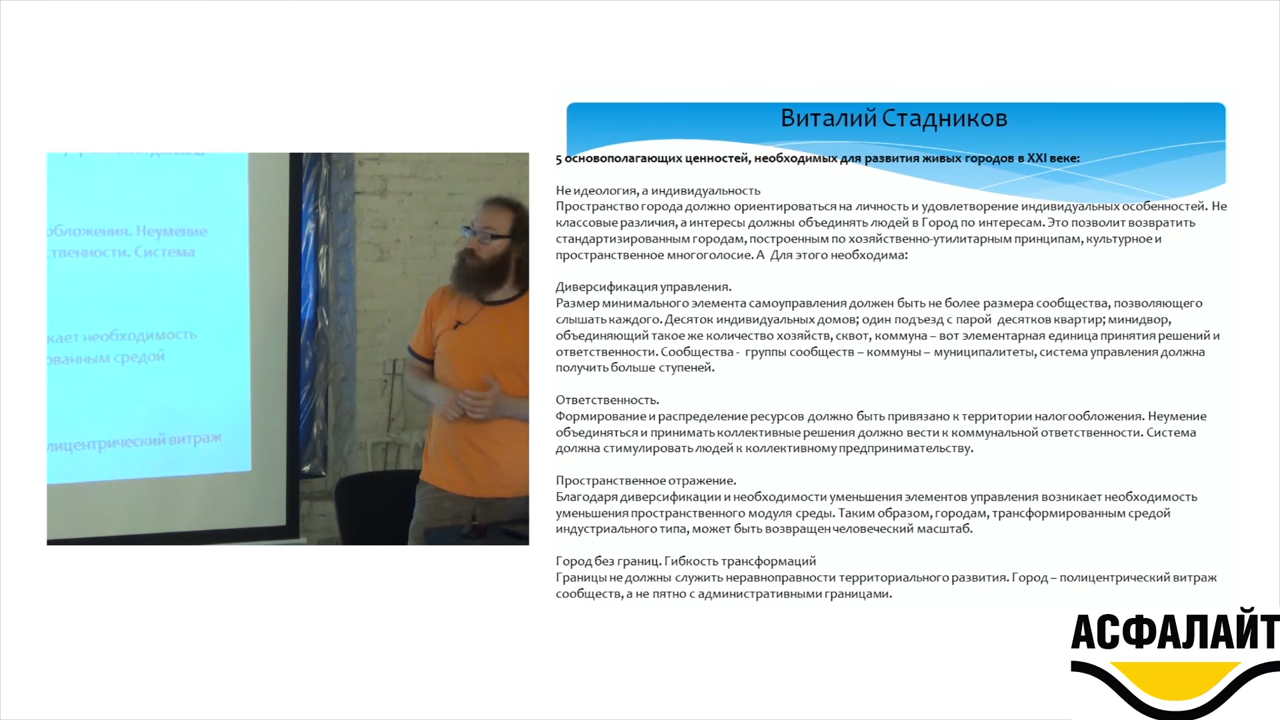 Виталий Стадников
5 основополагающих ценностей, необходимых для развития живых городов в XXI веке:
Не идеология, а индивидуальность
Пространство города должно ориентироваться на личность и удовлетворение индивидуальных особенностей. Не
классовые различия, а интересы должны объединять людей в Город по интересам. Это позволит возвратить
стандартизированным городам, построенным по хозяйственно-утилитарным принципам, культурное и
пространственное многоголосие. А Для этого необходима:
Диверсификация управления.
Размер минимального элемента самоуправления должен быть не более размера сообщества, позволяющего
слышать каждого. Десяток индивидуальных домов; один подъезд с парой десятков квартир; минидвор,
объединяющий такое же количество хозяйств, сквот, коммуна – вот элементарная единица принятия решений и
ответственности. Сообщества - группы сообществ – коммуны – муниципалитеты, система управления должна
получить больше ступеней.
Ответственность.
Формирование и распределение ресурсов должно быть привязано к территории налогообложения. Неумение
объединяться и принимать коллективные решения должно вести к коммунальной ответственности. Система
должна стимулировать людей к коллективному предпринимательству.
Пространственное отражение.
Благодаря диверсификации и необходимости уменьшения элементов управления возникает необходимость
уменьшения пространственного модуля среды. Таким образом, городам, трансформированным средой
индустриального типа, может быть возвращен человеческий масштаб.
Город без границ. Гибкость трансформаций
Границы не должны служить неравноправности территориального развития. Город – полицентрический витраж
сообществ, а не пятно с административными границами.
обложения. Неумение
ственности. Система
кает необходимость
ованным средой
лицентрический витраж
АСФАЛАЙТ